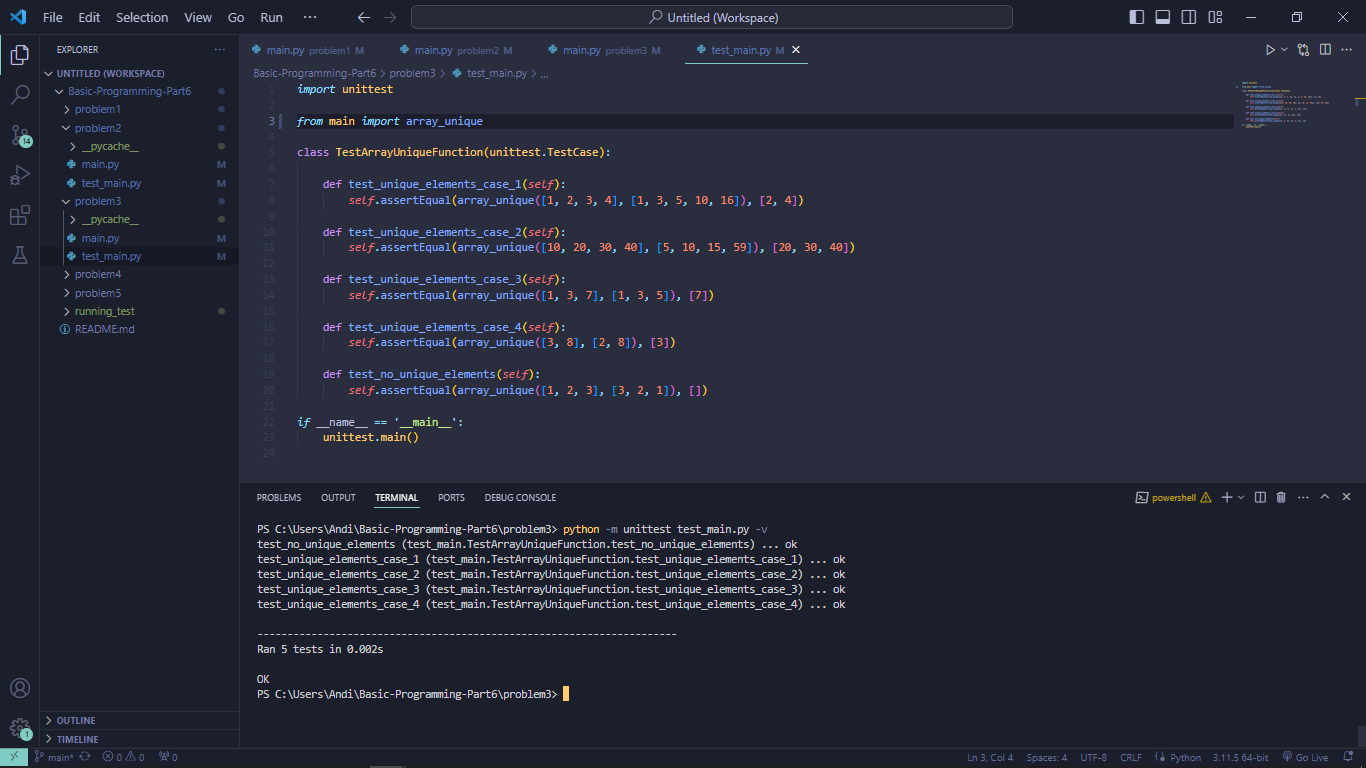 File Edit Selection View Go Run ··· Untitled (Workspace)
EXPLORER ···
UNTITLED (WORKSPACE)
Basic-Programming-Part6
problem1
problem2
__pycache__
main.py M
test_main.py M
problem3
__pycache__
main.py M
test_main.py M
problem4
problem5
running_test
README.md
OUTLINE
TIMELINE
14
1
main.py problem1 M main.py problem2 M main.py problem3 M test_main.py M
Basic-Programming-Part6 > problem3 > test_main.py > ...
1 import unittest
2
3 from main import array_unique
4
5 class TestArrayUniqueFunction(unittest.TestCase):
6
7 def test_unique_elements_case_1(self):
8 self.assertEqual(array_unique([1, 2, 3, 4], [1, 3, 5, 10, 16]), [2, 4])
9
10 def test_unique_elements_case_2(self):
11 self.assertEqual(array_unique([10, 20, 30, 40], [5, 10, 15, 59]), [20, 30, 40])
12
13 def test_unique_elements_case_3(self):
14 self.assertEqual(array_unique([1, 3, 7], [1, 3, 5]), [7])
15
16 def test_unique_elements_case_4(self):
17 self.assertEqual(array_unique([3, 8], [2, 8]), [3])
18
19 def test_no_unique_elements(self):
20 self.assertEqual(array_unique([1, 2, 3], [3, 2, 1]), [])
21
22 if __name__ == '__main__':
23 unittest.main()
24
PROBLEMS OUTPUT TERMINAL PORTS DEBUG CONSOLE powershell
PS C:\Users\Andi\Basic-Programming-Part6\problem3> python -m unittest test_main.py -v
test_no_unique_elements (test_main.TestArrayUniqueFunction.test_no_unique_elements) ... ok
test_unique_elements_case_1 (test_main.TestArrayUniqueFunction.test_unique_elements_case_1) ... ok
test_unique_elements_case_2 (test_main.TestArrayUniqueFunction.test_unique_elements_case_2) ... ok
test_unique_elements_case_3 (test_main.TestArrayUniqueFunction.test_unique_elements_case_3) ... ok
test_unique_elements_case_4 (test_main.TestArrayUniqueFunction.test_unique_elements_case_4) ... ok
----------------------------------------------------------------------
Ran 5 tests in 0.002s
OK
PS C:\Users\Andi\Basic-Programming-Part6\problem3>
main* 0 0 0 Ln 3, Col 4 Spaces: 4 UTF-8 CRLF Python 3.11.5 64-bit Go Live